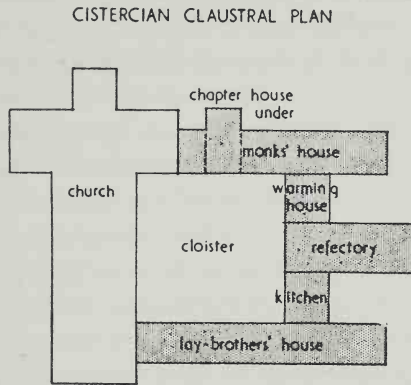 CISTERCIAN CLAUSTRAL PLAN
chapter house
under
monks' house
church
warming
house
cloister
refectory
kitchen
lay-brothers' house